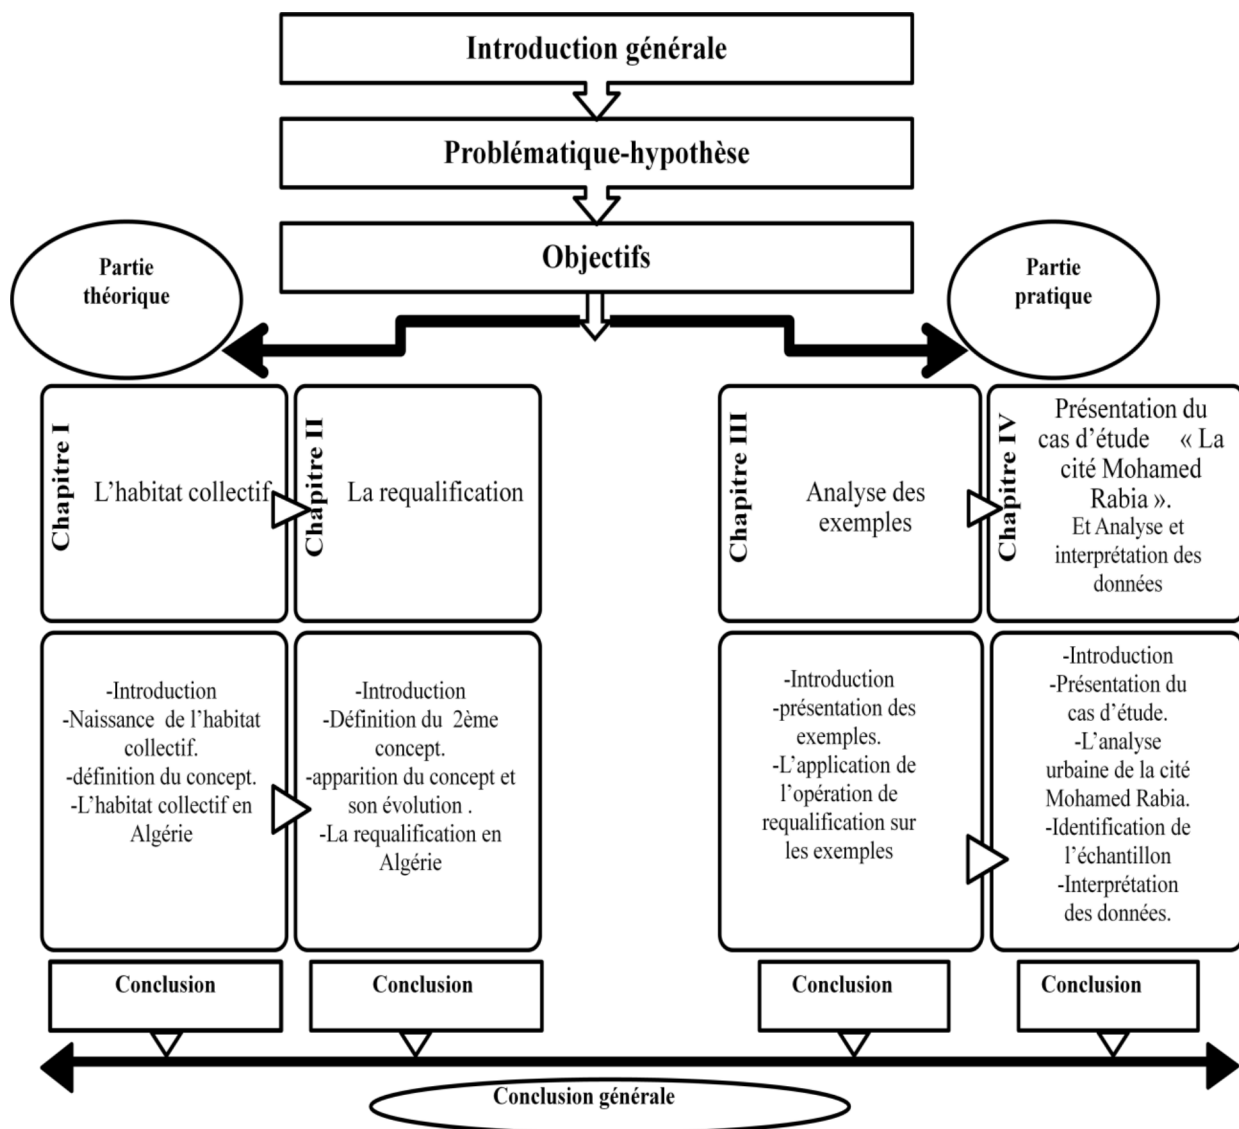 Introduction générale
Problématique-hypothèse
Objectifs
Partie
théorique
Partie
pratique
Chapitre I
L'habitat collectif
Chapitre II
La requalification
Chapitre III
Analyse des
exemples
Chapitre IV
Présentation du
cas d'étude « La
cité Mohamed
Rabia ».
Et Analyse et
interprétation des
données
-Introduction
-Naissance de l'habitat
collectif.
-définition du concept.
-L'habitat collectif en
Algérie
-Introduction
-Définition du 2ème
concept.
-apparition du concept et
son évolution .
-La requalification en
Algérie
-Introduction
-présentation des
exemples.
-L'application de
l'opération de
requalification sur
les exemples
-Introduction
-Présentation du
cas d'étude.
-L'analyse
urbaine de la cité
Mohamed Rabia.
-Identification de
l'échantillon
-Interprétation
des données.
Conclusion
Conclusion
Conclusion
Conclusion
Conclusion générale